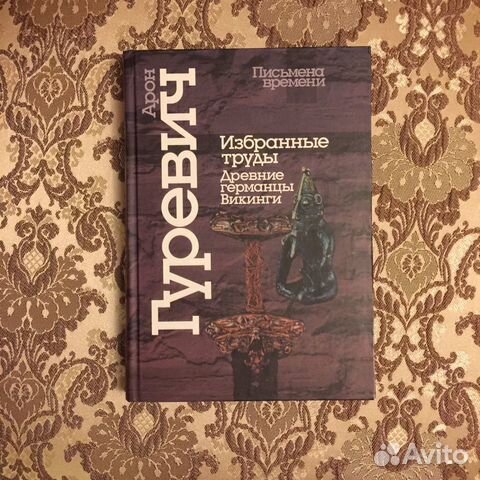 Арон
Гуревич
Письмена
времени
Избранные
труды
Древние
германцы
Викинги
Avito